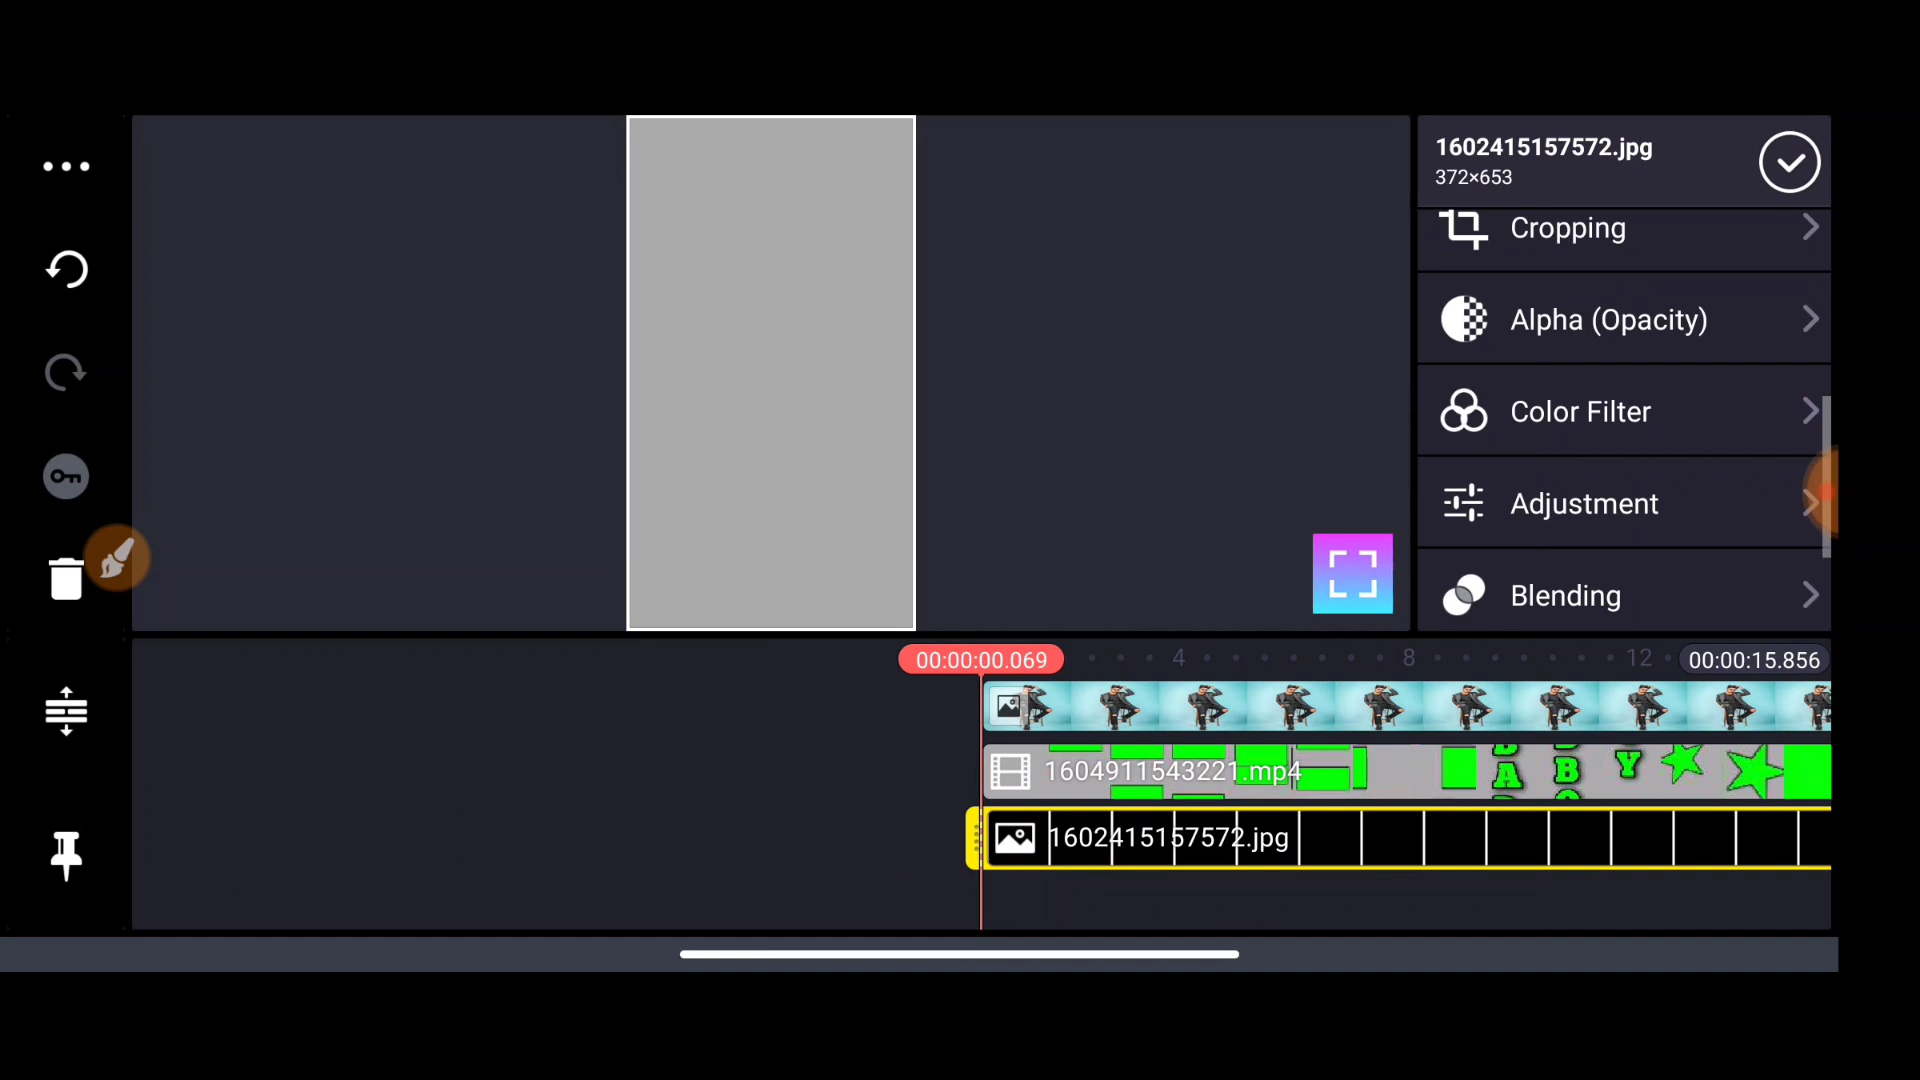 1602415157572.jpg
372×653
Cropping
Alpha (Opacity)
Color Filter
Adjustment
Blending
00:00:00.069
4
8
12
00:00:15.856
1604911543221.mp4
A
B
Y
1602415157572.jpg